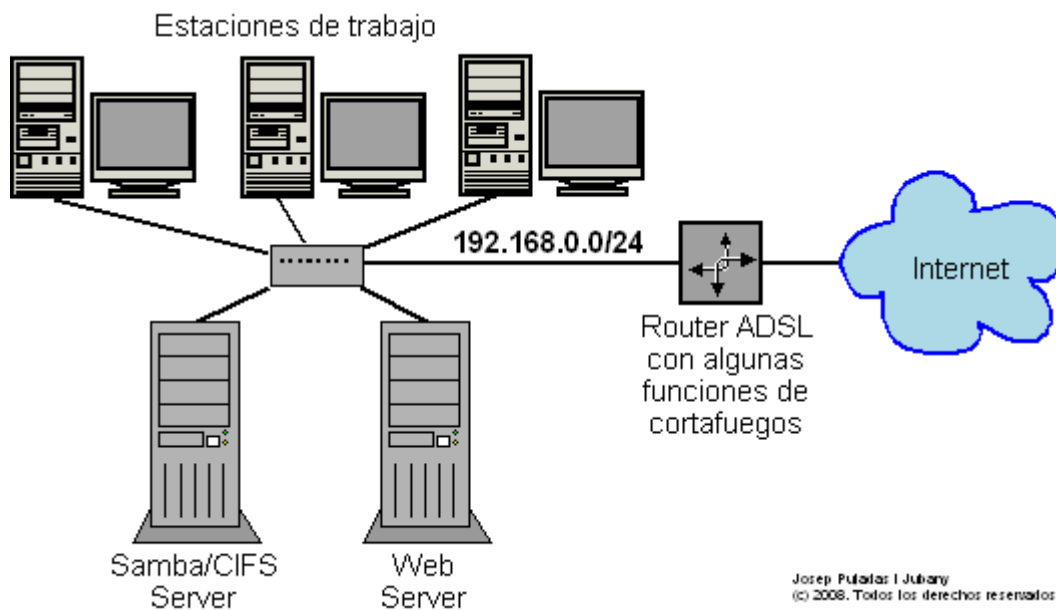 Estaciones de trabajo
192.168.0.0/24
Internet
Router ADSL
con algunas
funciones de
cortafuegos
Samba/CIFS
Server
Web
Server
Josep Pujadas I Jubany
(c) 2008. Todos los derechos reservados